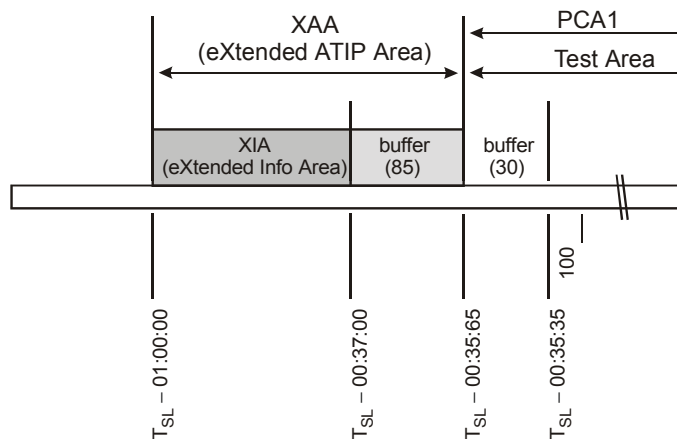 XAA
(eXtended ATIP Area)
PCA1
Test Area
XIA
(eXtended Info Area)
buffer
(85)
buffer
(30)
100
TSL – 01:00:00
TSL – 00:37:00
TSL – 00:35:65
TSL – 00:35:35